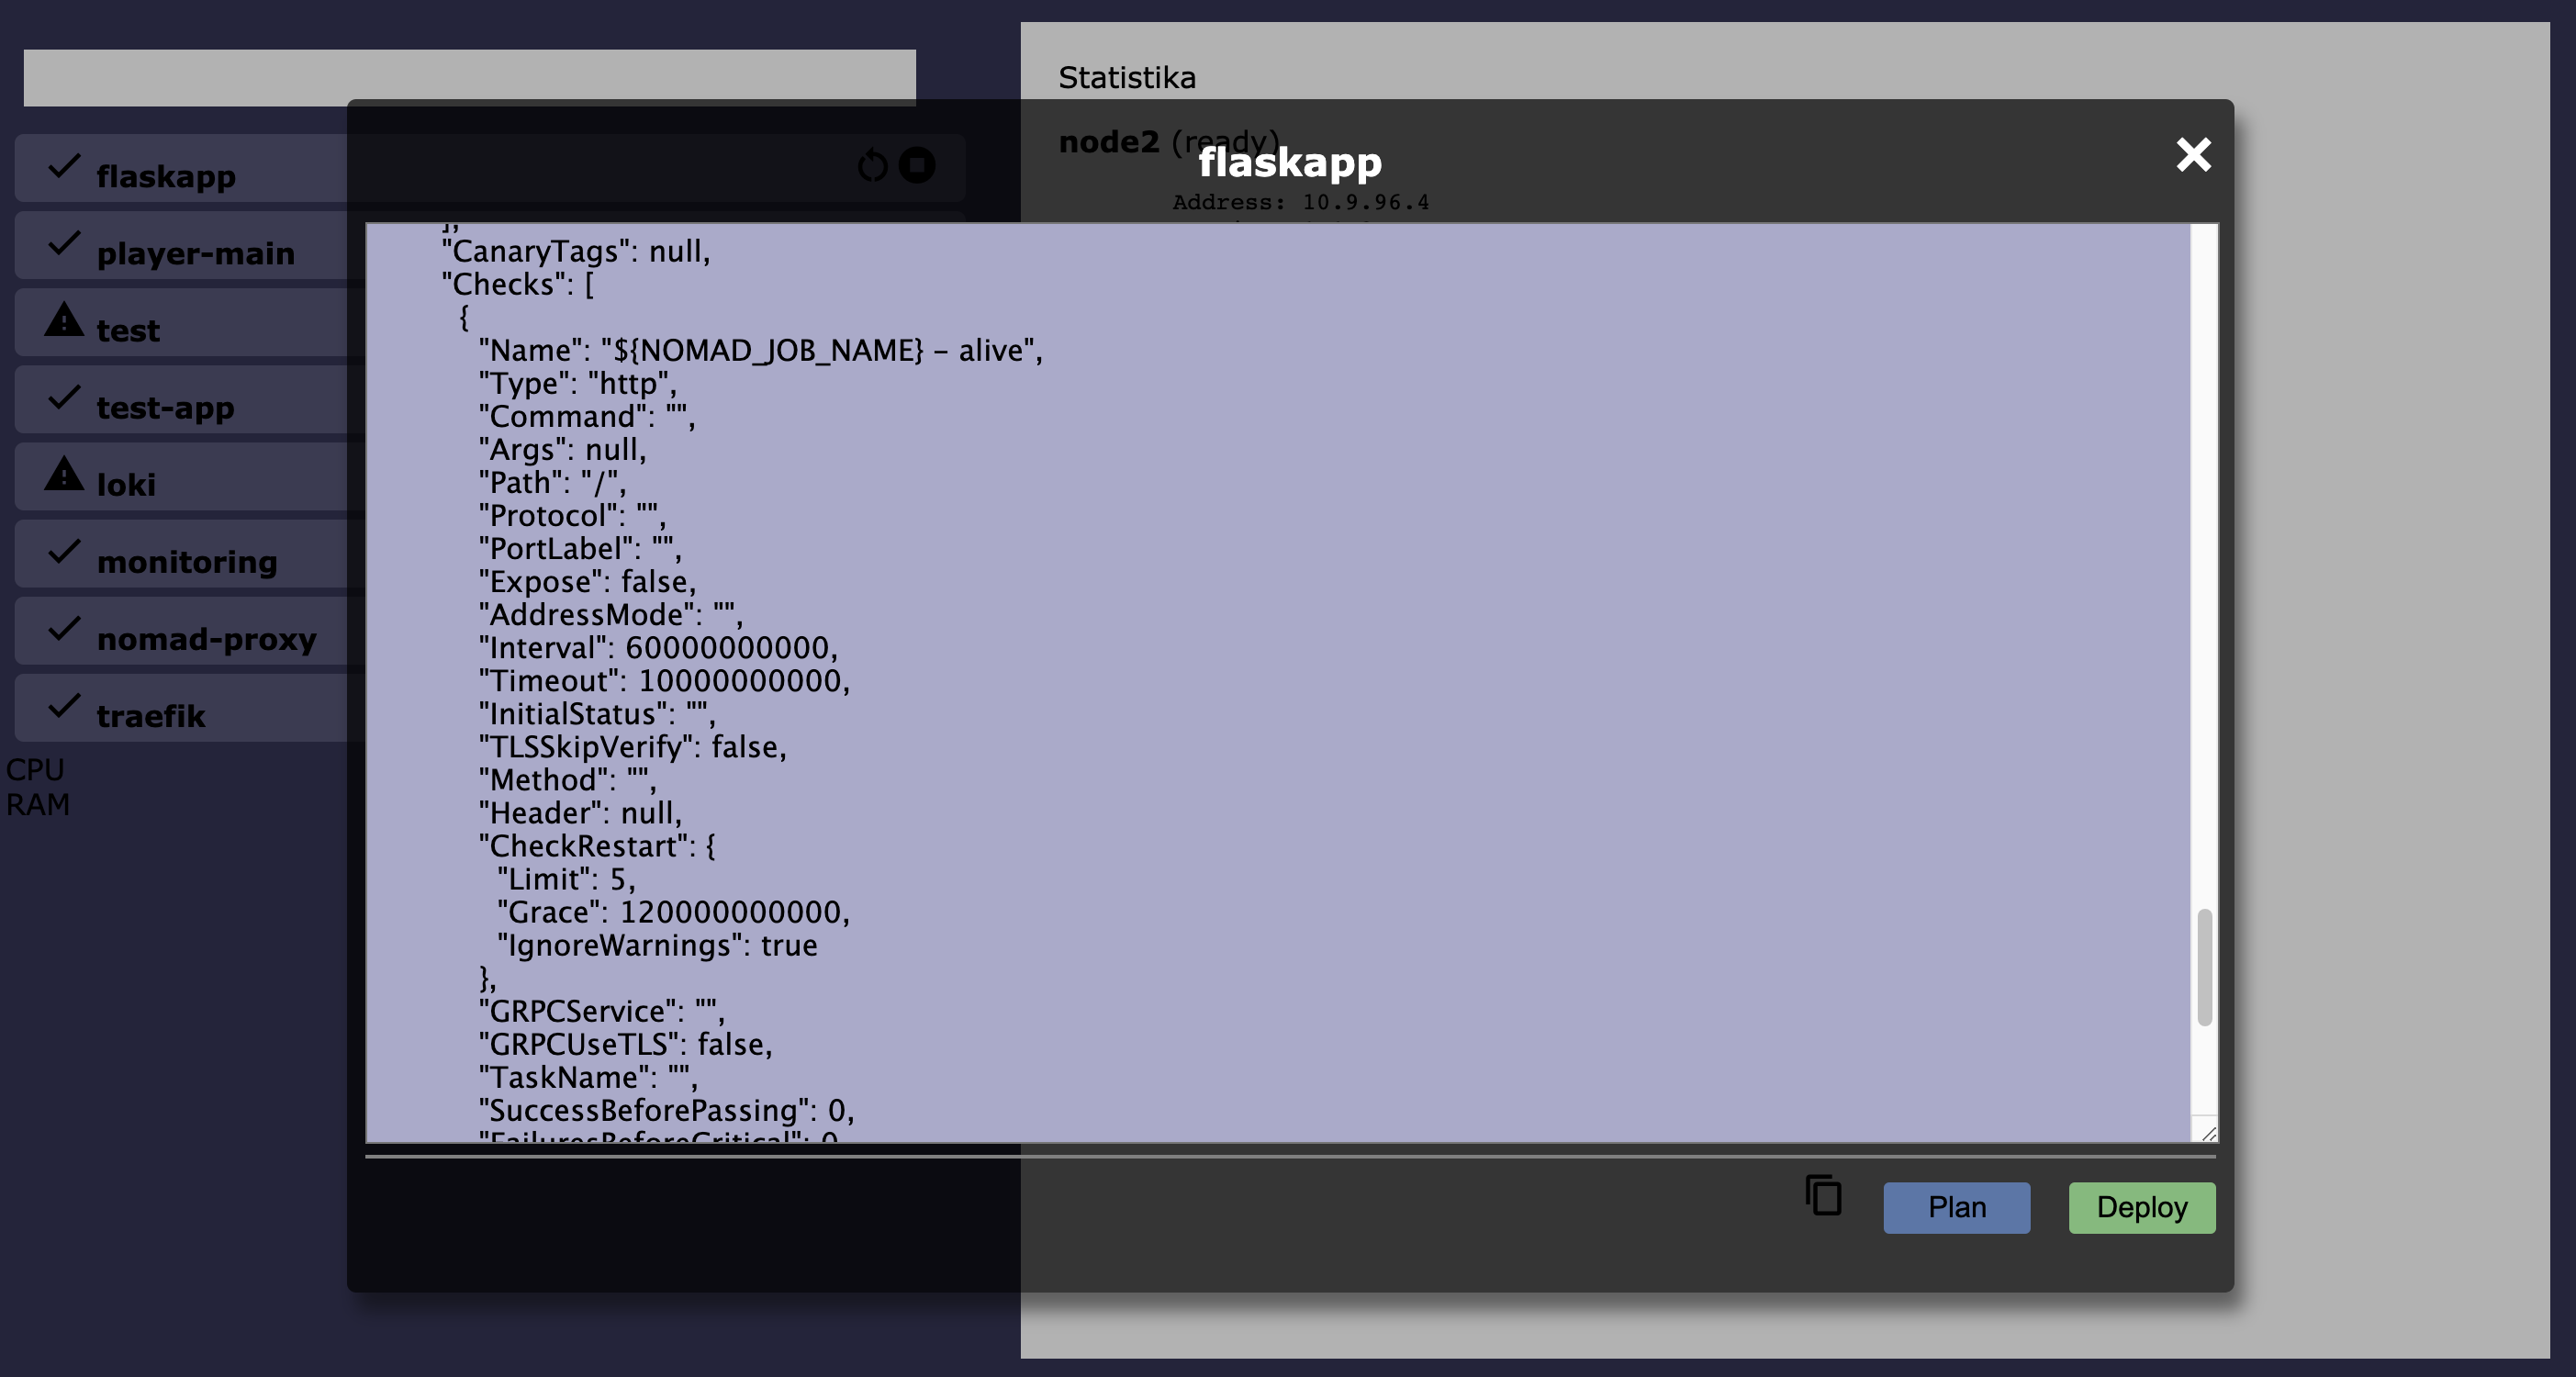 flaskapp
player-main
test
test-app
loki
monitoring
nomad-proxy
traefik
CPU
RAM
Statistika
node2 (ready)
Address: 10.9.96.4
flaskapp
],
"CanaryTags": null,
"Checks": [
{
"Name": "${NOMAD_JOB_NAME} - alive",
"Type": "http",
"Command": "",
"Args": null,
"Path": "/",
"Protocol": "",
"PortLabel": "",
"Expose": false,
"AddressMode": "",
"Interval": 60000000000,
"Timeout": 10000000000,
"InitialStatus": "",
"TLSSkipVerify": false,
"Method": "",
"Header": null,
"CheckRestart": {
"Limit": 5,
"Grace": 120000000000,
"IgnoreWarnings": true
},
"GRPCService": "",
"GRPCUseTLS": false,
"TaskName": "",
"SuccessBeforePassing": 0,
"FailuresBeforeCritical": 0
Plan
Deploy